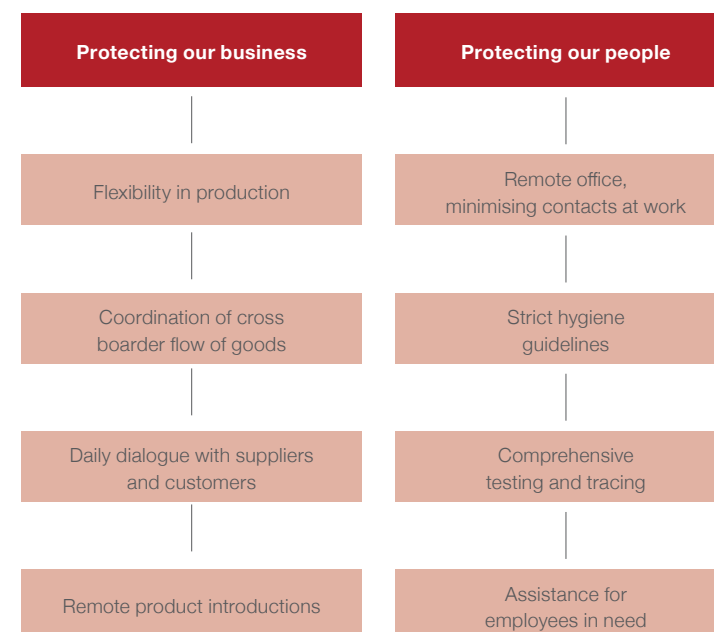 Protecting our business
Flexibility in production
Coordination of cross
boarder flow of goods
Daily dialogue with suppliers
and customers
Remote product introductions
Protecting our people
Remote office,
minimising contacts at work
Strict hygiene
guidelines
Comprehensive
testing and tracing
Assistance for
employees in need